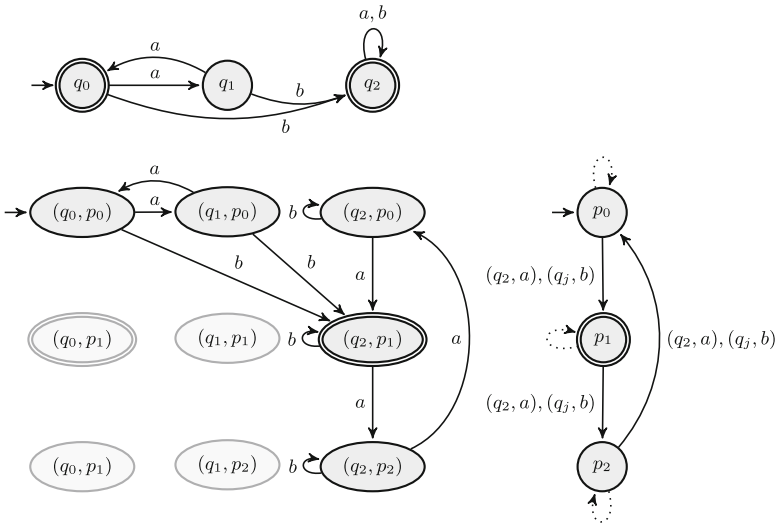 a, b
a
q₀
a
q₁
b
q₂
b
a
(q₀, p₀)
a
(q₁, p₀)
b
(q₂, p₀)
p₀
b
b
a
(q₂, a), (qⱼ, b)
(q₀, p₁)
(q₁, p₁)
b
(q₂, p₁)
a
p₁
(q₂, a), (qⱼ, b)
a
(q₂, a), (qⱼ, b)
(q₀, p₁)
(q₁, p₂)
b
(q₂, p₂)
p₂